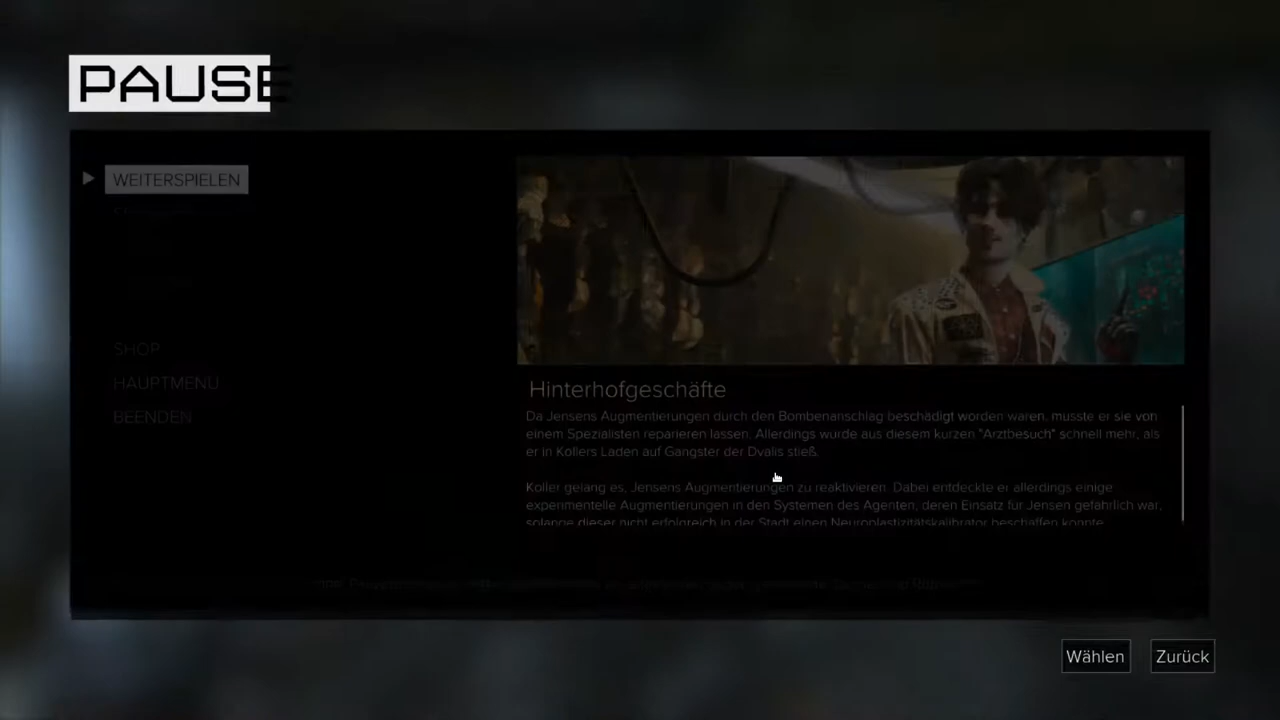 PAUSE
WEITERSPIELEN
SHOP
HAUPTMENÜ
BEENDEN
Hinterhofgeschäfte
Da Jensens Augmentierungen durch den Bombenanschlag beschädigt worden waren, musste er sie von
einem Spezialisten reparieren lassen. Allerdings wurde aus diesem kurzen "Arztbesuch" schnell mehr, als
er in Kollers Laden auf Gangster der Dvalis stieß.
Koller gelang es, Jensens Augmentierungen zu reaktivieren. Dabei entdeckte er allerdings einige
experimentelle Augmentierungen in den Systemen des Agenten, deren Einsatz für Jensen gefährlich war,
solange dieser nicht erfolgreich in der Stadt einen Neuroplastizitätskalibrator beschaffen konnte.
Wählen
Zurück